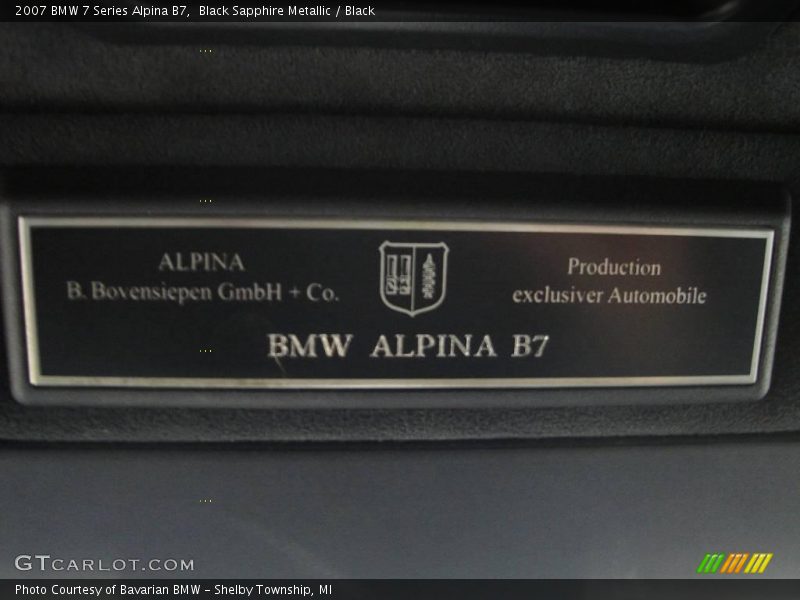 2007 BMW 7 Series Alpina B7, Black Sapphire Metallic / Black
ALPINA
B. Bovensiepen GmbH + Co.
Production
exclusiver Automobile
BMW ALPINA B7
GTCARLOT.COM
Photo Courtesy of Bavarian BMW – Shelby Township, MI